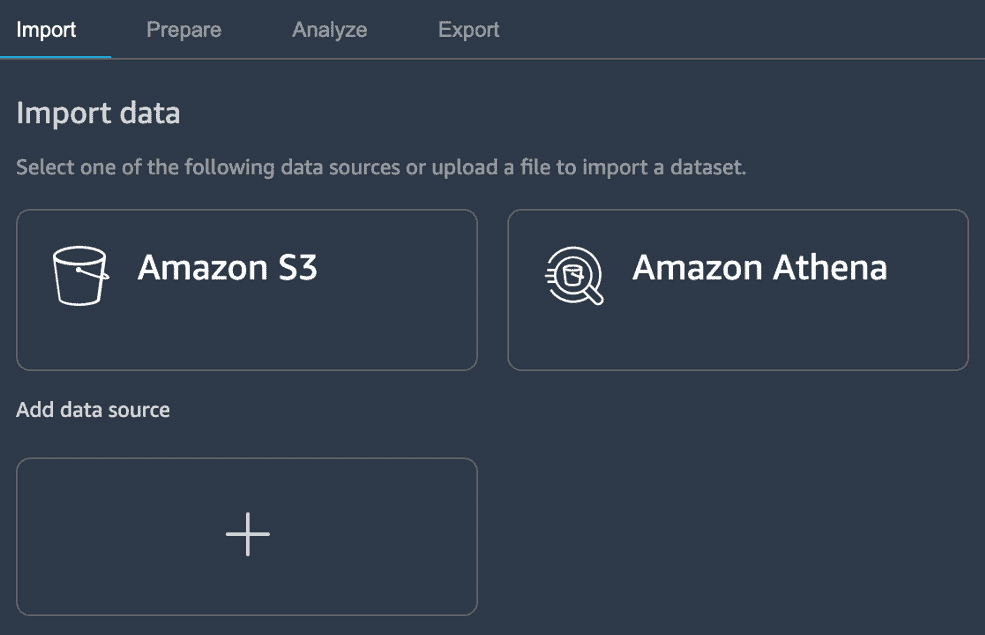 Import Prepare Analyze Export
Import data
Select one of the following data sources or upload a file to import a dataset.
Amazon S3 Amazon Athena
Add data source